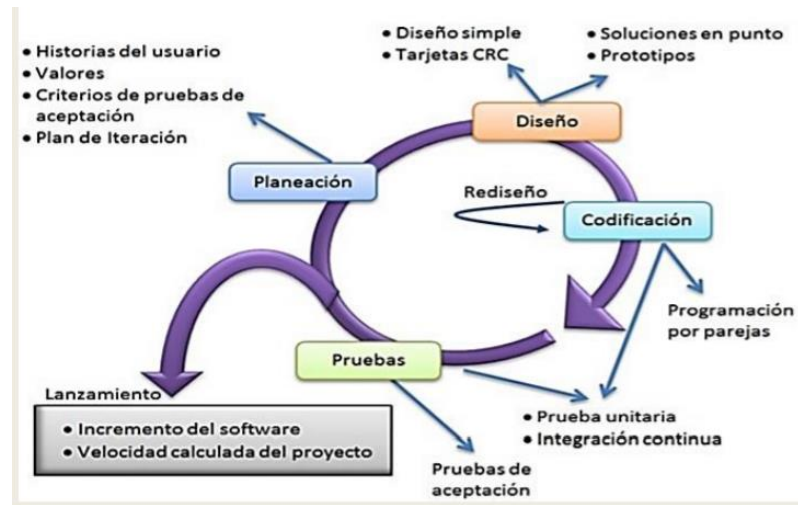 • Diseño simple
• Tarjetas CRC
• Soluciones en punto
• Prototipos
• Historias del usuario
• Valores
• Criterios de pruebas de
aceptación
• Plan de Iteración
Diseño
Planeación
Rediseño
Codificación
Programación
por parejas
Pruebas
Lanzamiento
• Incremento del software
• Velocidad calculada del proyecto
• Prueba unitaria
• Integración continua
Pruebas de
aceptación